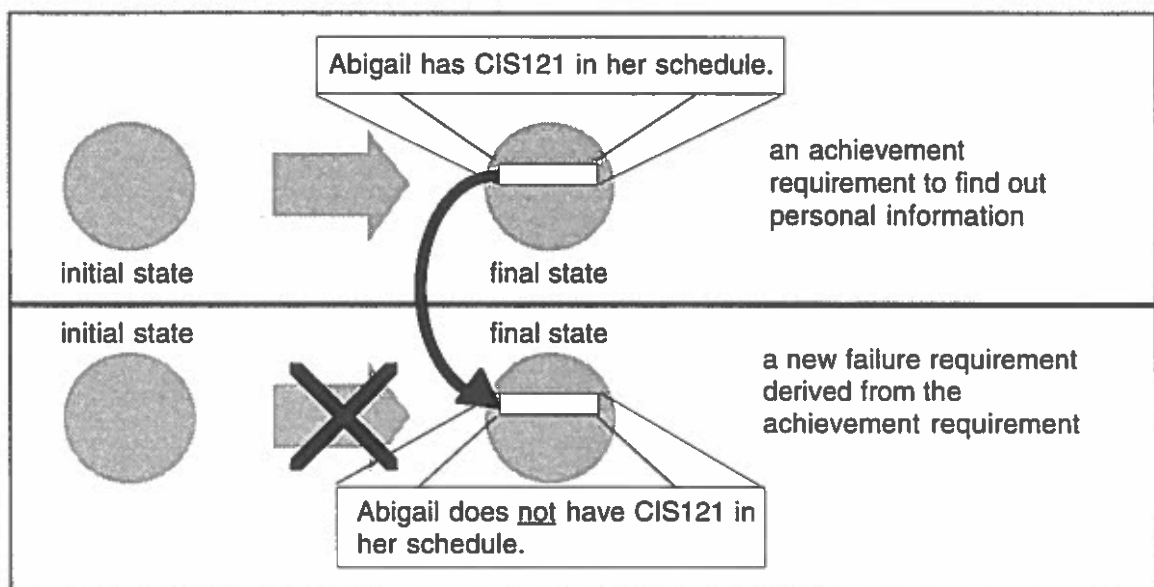 Abigail has CIS121 in her schedule.
an achievement
requirement to find out
personal information
initial state
final state
initial state
final state
a new failure requirement
derived from the
achievement requirement
Abigail does not have CIS121 in
her schedule.